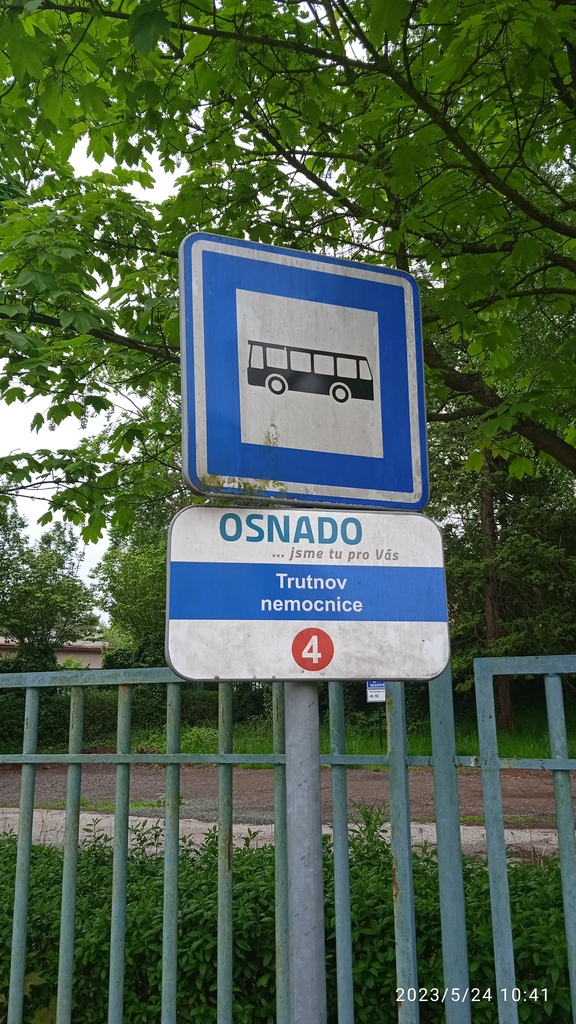 OSNADO
... jsme tu pro Vás
Trutnov
nemocnice
4
2023/5/24 10:41